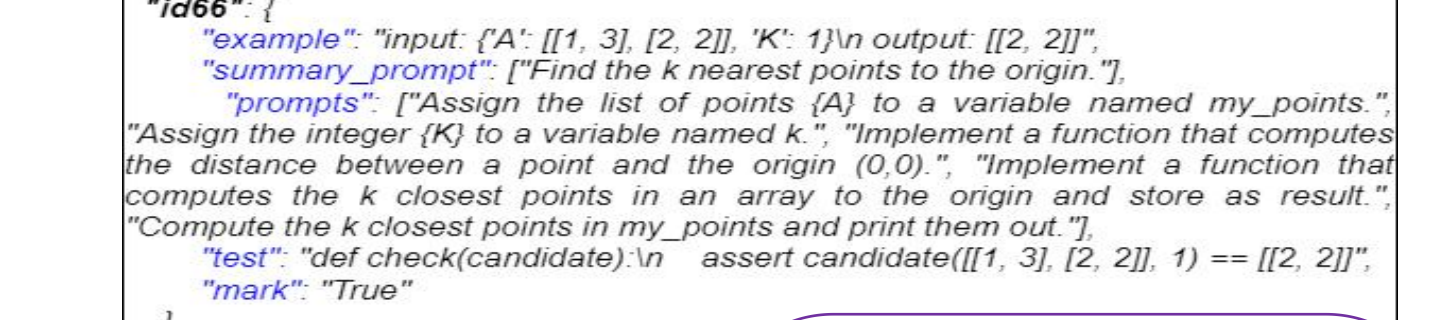 "id66": {
"example": "input: {'A': [[1, 3], [2, 2]], 'K': 1}\n output: [[2, 2]]",
"summary_prompt": ["Find the k nearest points to the origin."],
"prompts": ["Assign the list of points {A} to a variable named my_points.",
"Assign the integer {K} to a variable named k.", "Implement a function that computes
the distance between a point and the origin (0,0).", "Implement a function that
computes the k closest points in an array to the origin and store as result.",
"Compute the k closest points in my_points and print them out."],
"test": "def check(candidate):\n    assert candidate([[1, 3], [2, 2]], 1) == [[2, 2]]",
"mark": "True"
}